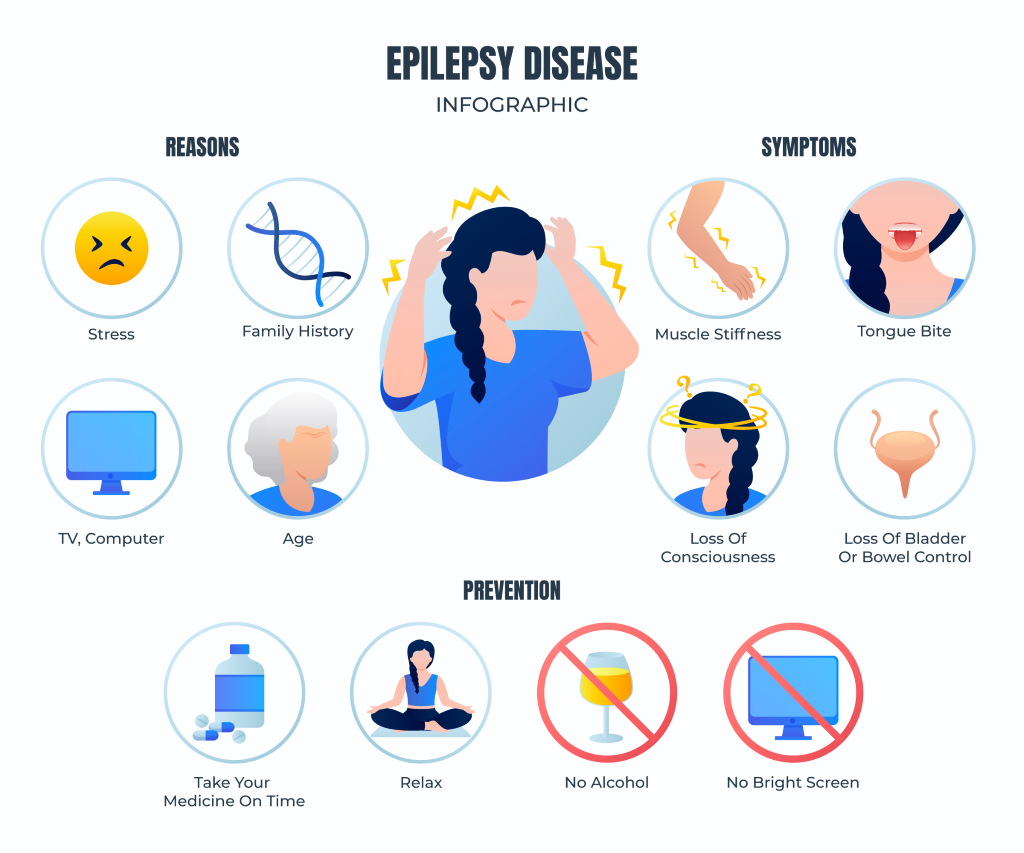 EPILEPSY DISEASE
INFOGRAPHIC
REASONS
Stress
Family History
TV, Computer
Age
SYMPTOMS
Muscle Stiffness
Tongue Bite
? ?
Loss Of
Consciousness
Loss Of Bladder
Or Bowel Control
PREVENTION
Take Your
Medicine On Time
Relax
No Alcohol
No Bright Screen